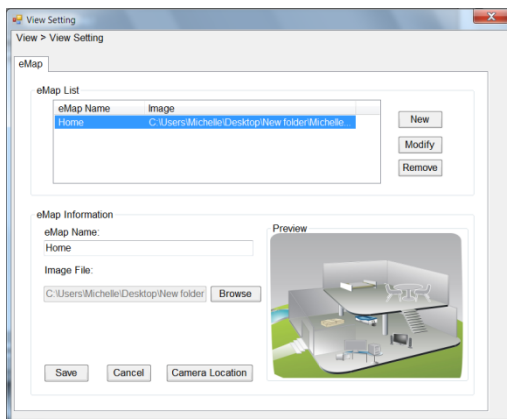 View Setting
View > View Setting
eMap
eMap List
eMap Name Image
Home C:\Users\Michelle\Desktop\New folder\Michelle...
New
Modify
Remove
eMap Information
eMap Name:
Home
Image File:
C:\Users\Michelle\Desktop\New folder
Browse
Preview
Save Cancel Camera Location